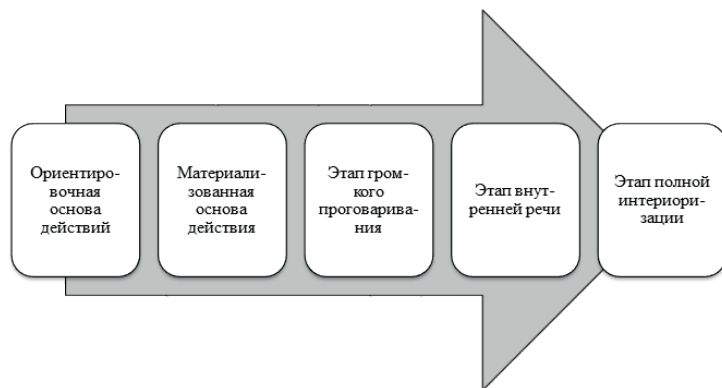 Ориентиро-
вочная
основа
действий
Материали-
зованная
основа
действия
Этап гром-
кого
проговарива-
ния
Этап внут-
ренней речи
Этап полной
интериори-
зации